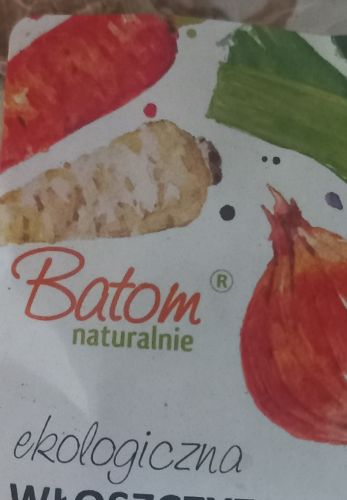 Batom ®
naturalnie
ekologiczna